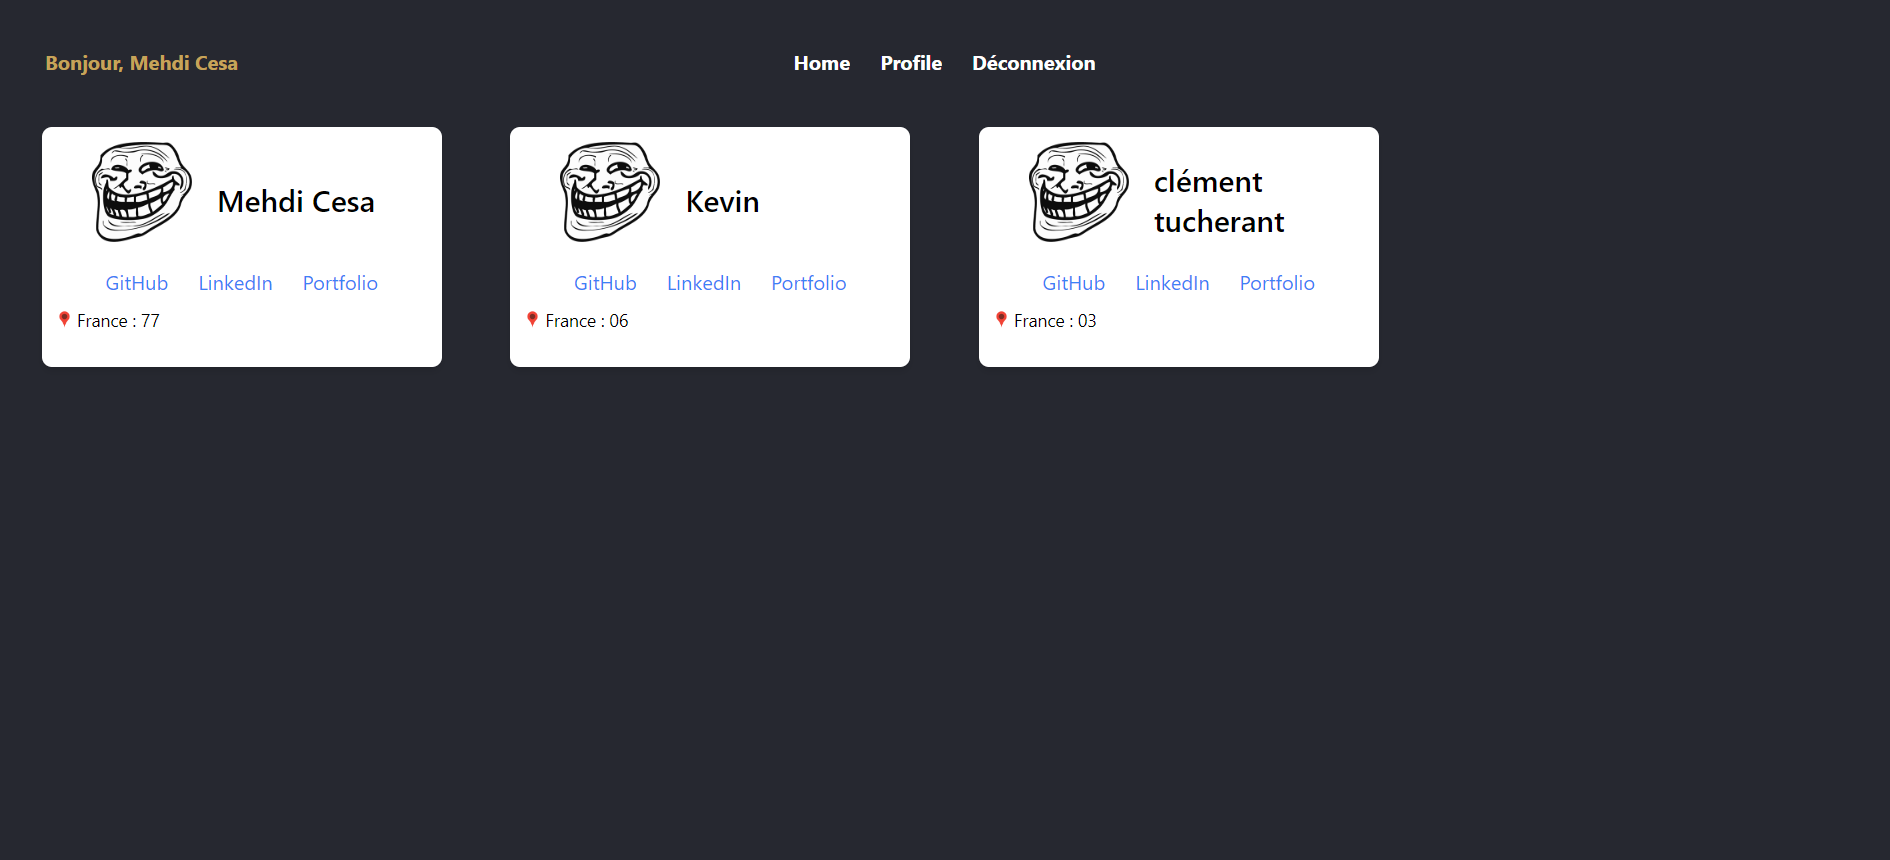 Bonjour, Mehdi Cesa
Home Profile Déconnexion
Mehdi Cesa
GitHub LinkedIn Portfolio
France : 77
Kevin
GitHub LinkedIn Portfolio
France : 06
clément
tucherant
GitHub LinkedIn Portfolio
France : 03